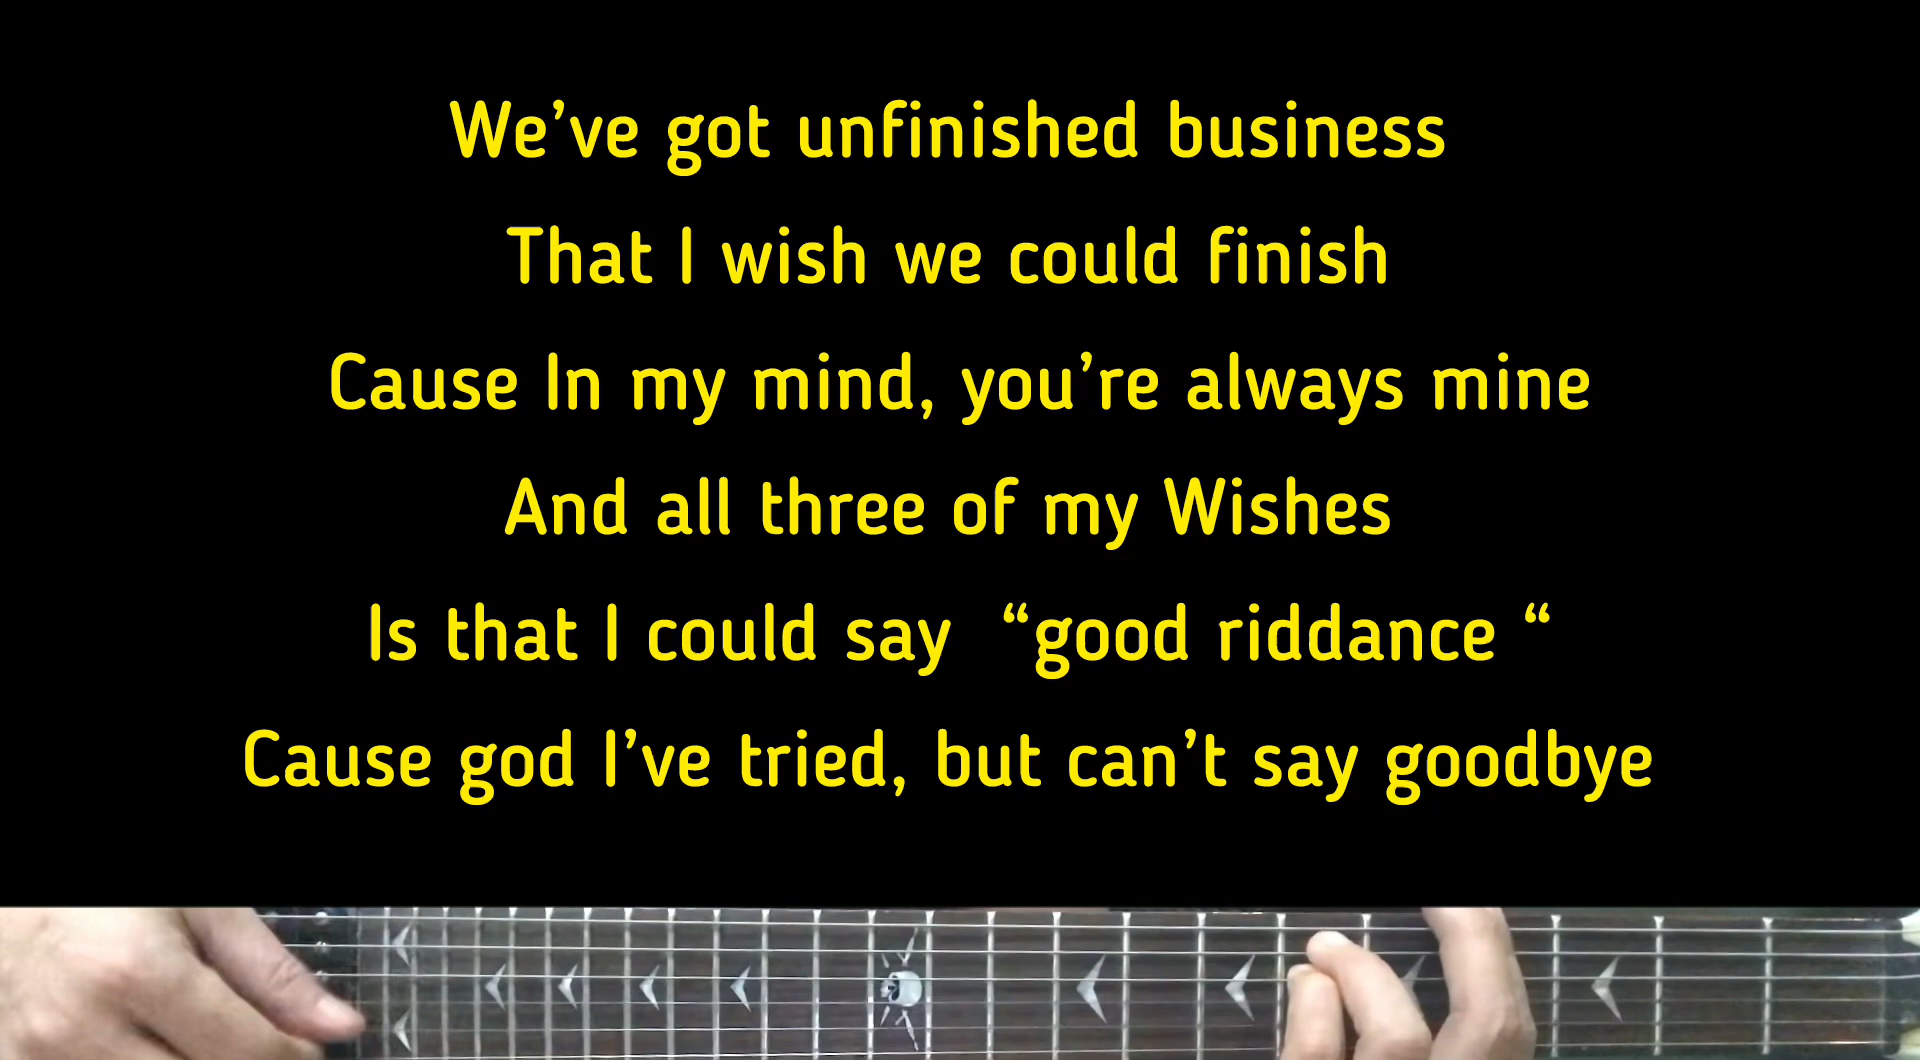 We’ve got unfinished business
That I wish we could finish
Cause In my mind, you’re always mine
And all three of my Wishes
Is that I could say “good riddance “
Cause god I’ve tried, but can’t say goodbye